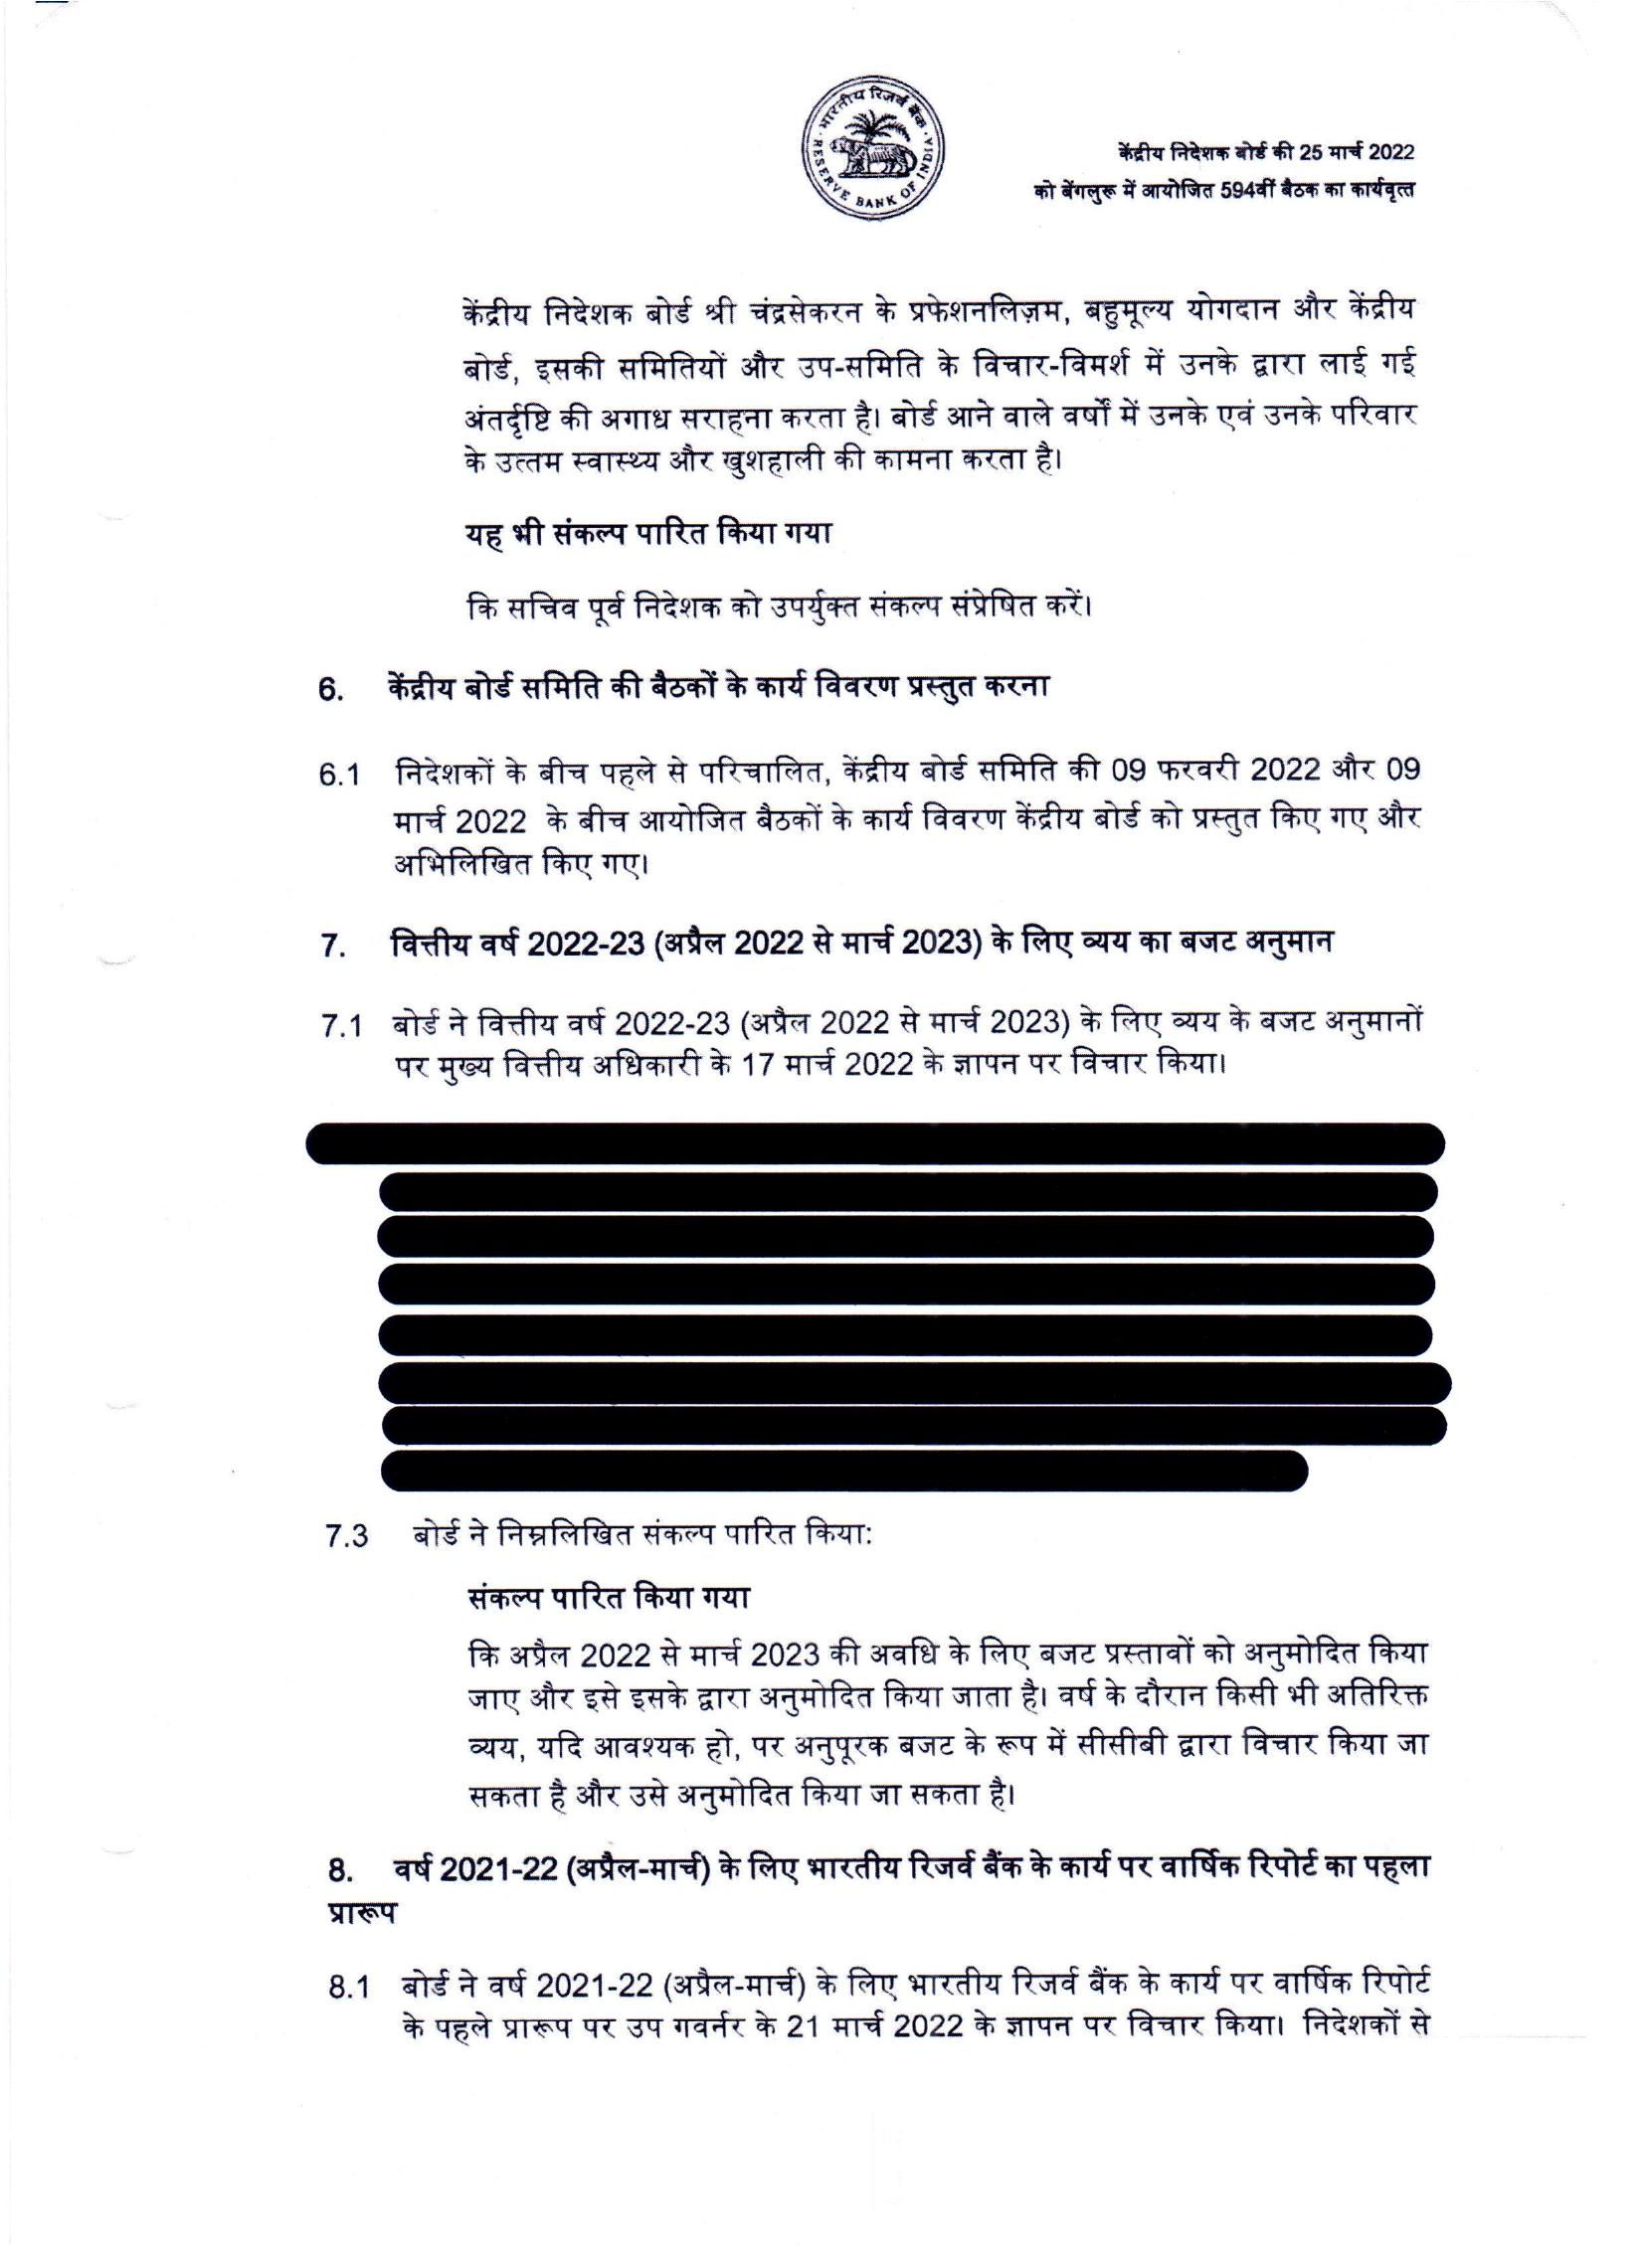 भारतीय रिजर्व बैंक
RESERVE BANK OF INDIA
केंद्रीय निदेशक बोर्ड की 25 मार्च 2022
को बेंगलुरू में आयोजित 594वीं बैठक का कार्यवृत्त
केंद्रीय निदेशक बोर्ड श्री चंद्रसेकरन के प्रफेशनलिज़म, बहुमूल्य योगदान और केंद्रीय
बोर्ड, इसकी समितियों और उप-समिति के विचार-विमर्श में उनके द्वारा लाई गई
अंतर्दृष्टि की अगाध सराहना करता है। बोर्ड आने वाले वर्षों में उनके एवं उनके परिवार
के उत्तम स्वास्थ्य और खुशहाली की कामना करता है।
यह भी संकल्प पारित किया गया
कि सचिव पूर्व निदेशक को उपर्युक्त संकल्प संप्रेषित करें।
6. केंद्रीय बोर्ड समिति की बैठकों के कार्य विवरण प्रस्तुत करना
6.1 निदेशकों के बीच पहले से परिचालित, केंद्रीय बोर्ड समिति की 09 फरवरी 2022 और 09
मार्च 2022 के बीच आयोजित बैठकों के कार्य विवरण केंद्रीय बोर्ड को प्रस्तुत किए गए और
अभिलिखित किए गए।
7. वित्तीय वर्ष 2022-23 (अप्रैल 2022 से मार्च 2023) के लिए व्यय का बजट अनुमान
7.1 बोर्ड ने वित्तीय वर्ष 2022-23 (अप्रैल 2022 से मार्च 2023) के लिए व्यय के बजट अनुमानों
पर मुख्य वित्तीय अधिकारी के 17 मार्च 2022 के ज्ञापन पर विचार किया।
7.3 बोर्ड ने निम्नलिखित संकल्प पारित किया:
संकल्प पारित किया गया
कि अप्रैल 2022 से मार्च 2023 की अवधि के लिए बजट प्रस्तावों को अनुमोदित किया
जाए और इसे इसके द्वारा अनुमोदित किया जाता है। वर्ष के दौरान किसी भी अतिरिक्त
व्यय, यदि आवश्यक हो, पर अनुपूरक बजट के रूप में सीसीबी द्वारा विचार किया जा
सकता है और उसे अनुमोदित किया जा सकता है।
8. वर्ष 2021-22 (अप्रैल-मार्च) के लिए भारतीय रिजर्व बैंक के कार्य पर वार्षिक रिपोर्ट का पहला
प्रारूप
8.1 बोर्ड ने वर्ष 2021-22 (अप्रैल-मार्च) के लिए भारतीय रिजर्व बैंक के कार्य पर वार्षिक रिपोर्ट
के पहले प्रारूप पर उप गवर्नर के 21 मार्च 2022 के ज्ञापन पर विचार किया। निदेशकों से